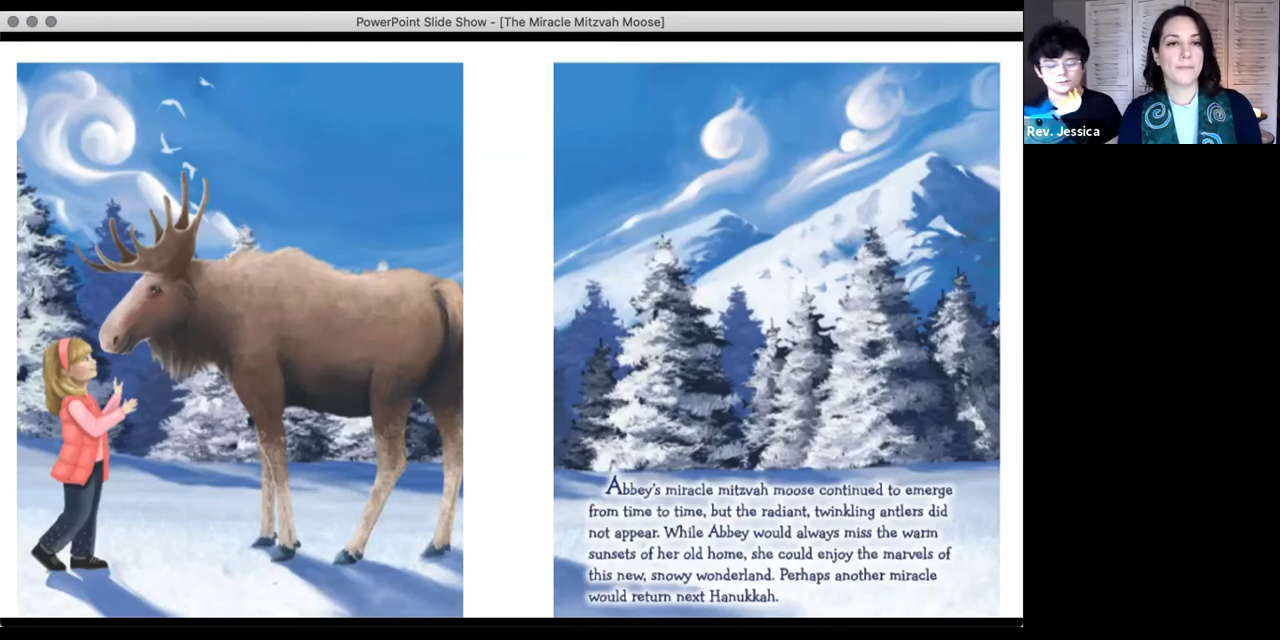 PowerPoint Slide Show - [The Miracle Mitzvah Moose]
Rev. Jessica
Abbey's miracle mitzvah moose continued to emerge
from time to time, but the radiant, twinkling antlers did
not appear. While Abbey would always miss the warm
sunsets of her old home, she could enjoy the marvels of
this new, snowy wonderland. Perhaps another miracle
would return next Hanukkah.